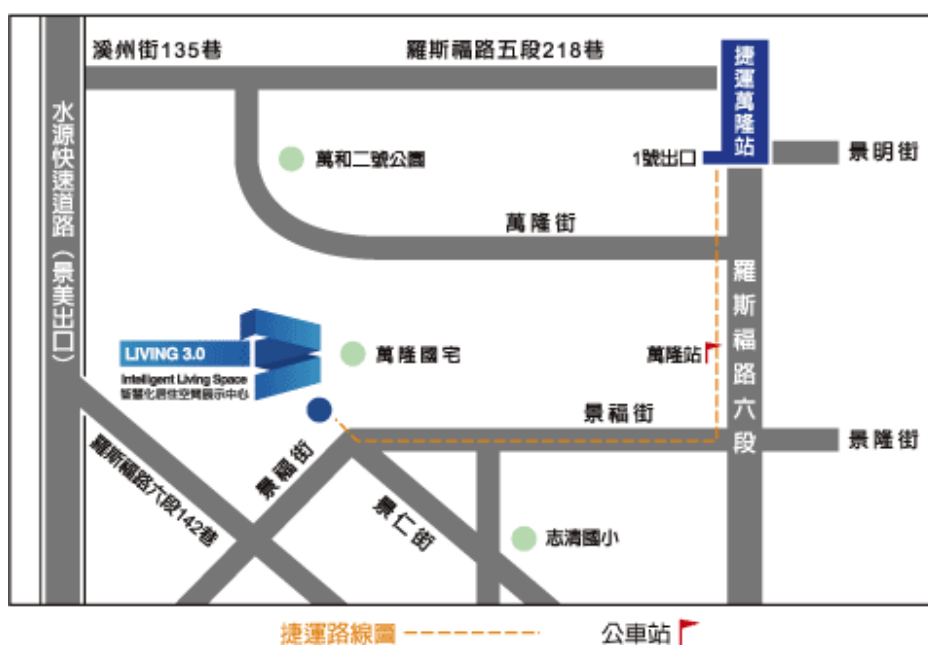 溪州街135巷
羅斯福路五段218巷
捷運萬隆站
水源快速道路（景美出口）
萬和二號公園
1號出口
景明街
萬隆街
羅斯福路六段
LIVING 3.0
Intelligent Living Space
智慧化居住空間展示中心
萬隆國宅
萬隆站
景福街
景隆街
羅斯福路六段142巷
景福街
景仁街
志清國小
捷運路線圖
公車站